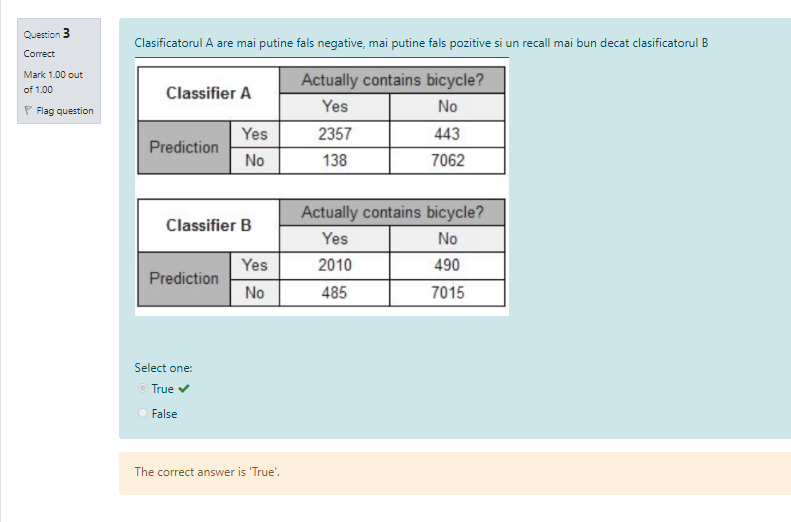 Question 3
Correct
Mark 1.00 out
of 1.00
Flag question
Clasificatorul A are mai putine fals negative, mai putine fals pozitive si un recall mai bun decat clasificatorul B
Classifier A
Actually contains bicycle?
Yes No
Prediction
Yes 2357 443
No 138 7062
Classifier B
Actually contains bicycle?
Yes No
Prediction
Yes 2010 490
No 485 7015
Select one:
True
False
The correct answer is 'True'.